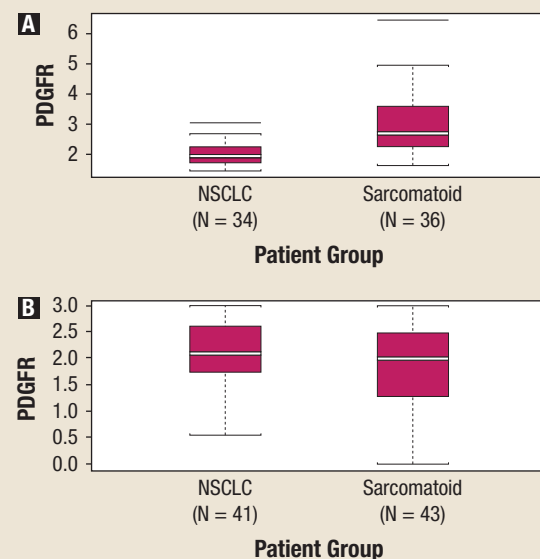 A
PDGFR
6
5
4
3
2
NSCLC Sarcomatoid
(N = 34) (N = 36)
Patient Group
B
PDGFR
3.0
2.5
2.0
1.5
1.0
0.5
0.0
NSCLC Sarcomatoid
(N = 41) (N = 43)
Patient Group